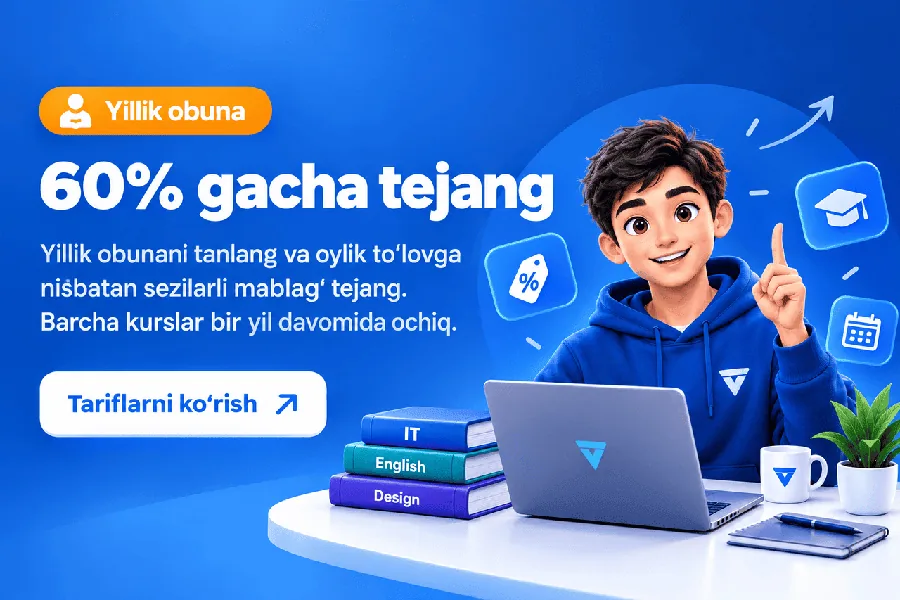 Yillik obuna
60% gacha tejang
Yillik obunani tanlang va oylik to‘lovga
nisbatan sezilarli mablag‘ tejang.
Barcha kurslar bir yil davomida ochiq.
Tariflarni ko‘rish
%
IT
English
Design